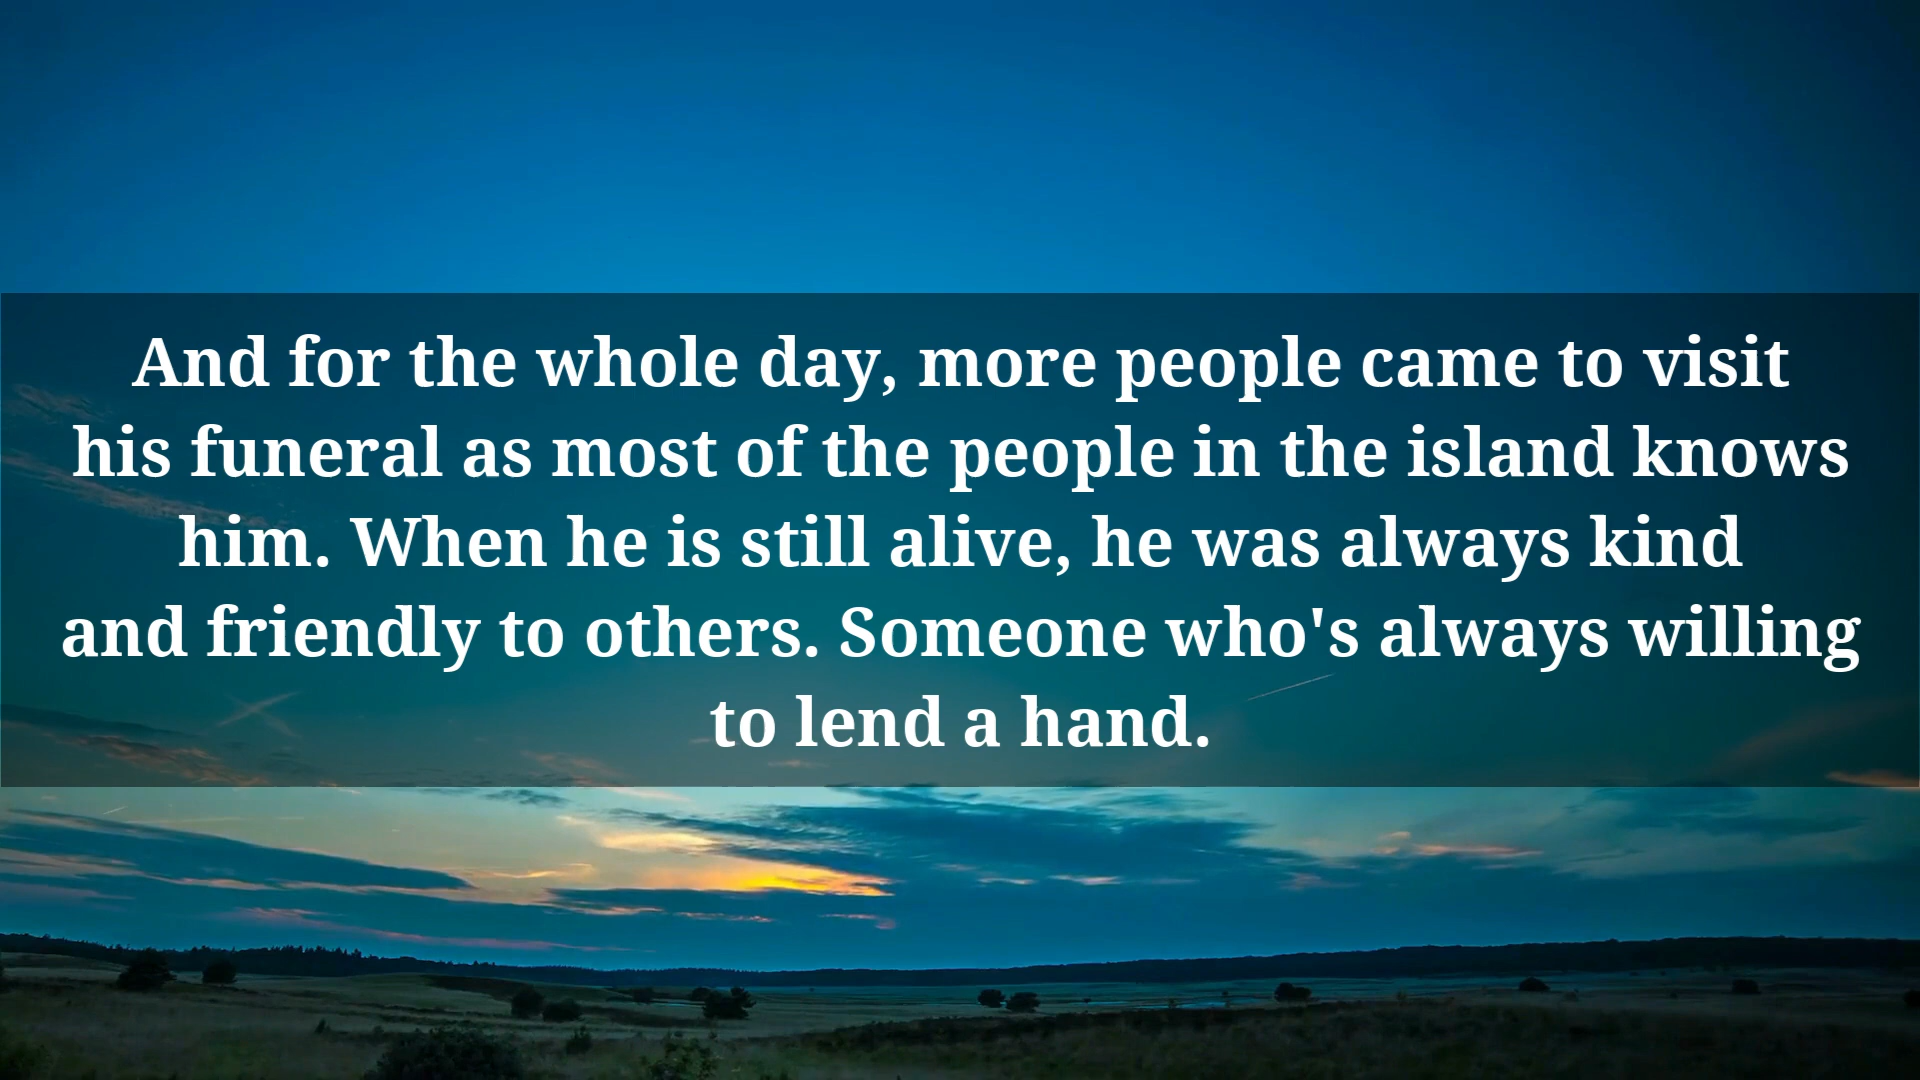 And for the whole day, more people came to visit
his funeral as most of the people in the island knows
him. When he is still alive, he was always kind
and friendly to others. Someone who's always willing
to lend a hand.